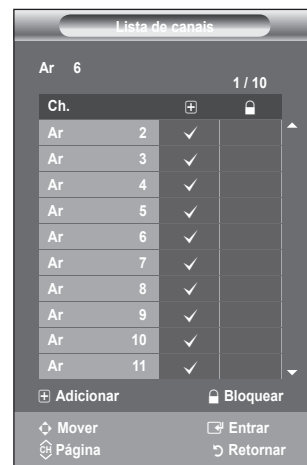 Lista de canais
Ar 6
1 / 10
Ch.
Ar 2
Ar 3
Ar 4
Ar 5
Ar 6
Ar 7
Ar 8
Ar 9
Ar 10
Ar 11
Adicionar Bloquear
Mover Entrar
CH Página Retornar